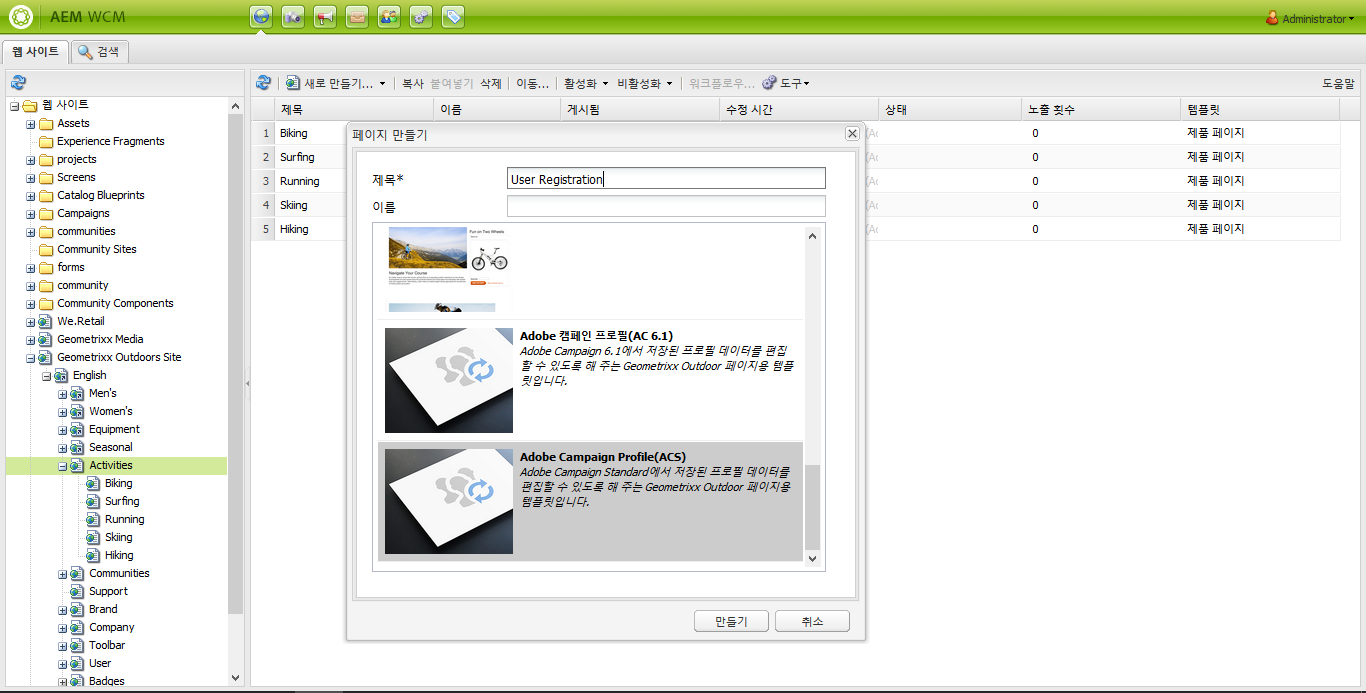 AEM WCM
Administrator
웹 사이트
검색
새로 만들기...
복사
붙여넣기
삭제
이동...
활성화
비활성화
워크플로우...
도구
도움말
웹 사이트
Assets
Experience Fragments
projects
Screens
Catalog Blueprints
Campaigns
communities
Community Sites
forms
community
Community Components
We.Retail
Geometrixx Media
Geometrixx Outdoors Site
English
Men's
Women's
Equipment
Seasonal
Activities
Biking
Surfing
Running
Skiing
Hiking
Communities
Support
Brand
Company
Toolbar
User
Badges
제목 이름 게시됨 수정 시간 상태 노출 횟수 템플릿
1 Biking 0 제품 페이지
2 Surfing 0 제품 페이지
3 Running 0 제품 페이지
4 Skiing 0 제품 페이지
5 Hiking 0 제품 페이지
페이지 만들기
제목*
User Registration
이름
Fun on Two Wheels
Navigate Your Course
Adobe 캠페인 프로필(AC 6.1)
Adobe Campaign 6.1에서 저장된 프로필 데이터를 편집
할 수 있도록 해 주는 Geometrixx Outdoor 페이지용 템플
릿입니다.
Adobe Campaign Profile(ACS)
Adobe Campaign Standard에서 저장된 프로필 데이터를
편집할 수 있도록 해 주는 Geometrixx Outdoor 페이지용
템플릿입니다.
만들기
취소